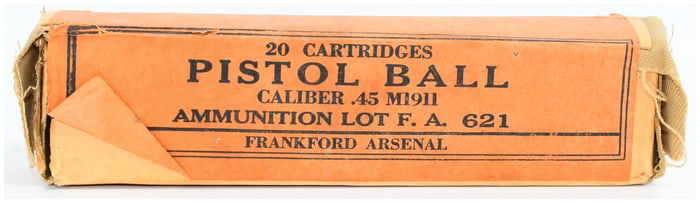 20 CARTRIDGES
PISTOL BALL
CALIBER .45 M1911
AMMUNITION LOT F. A. 621
FRANKFORD ARSENAL